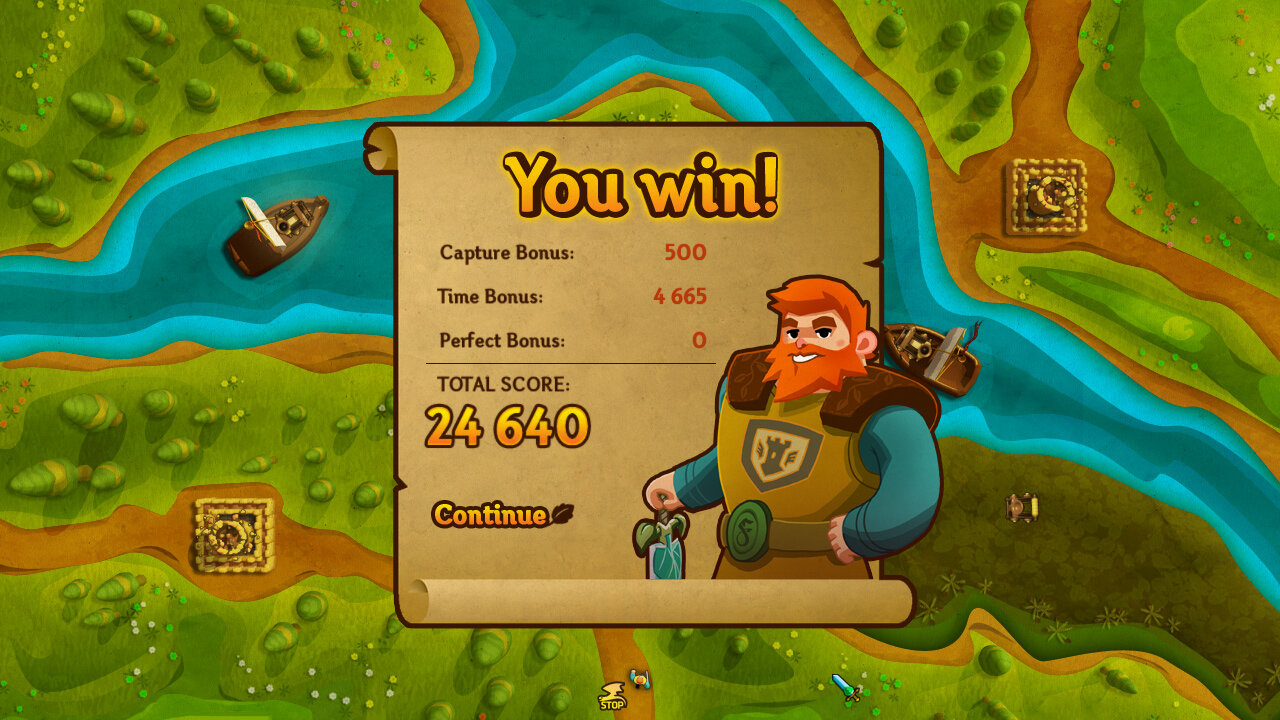 You win!
Capture Bonus: 500
Time Bonus: 4 665
Perfect Bonus: 0
TOTAL SCORE:
24 640
Continue
STOP